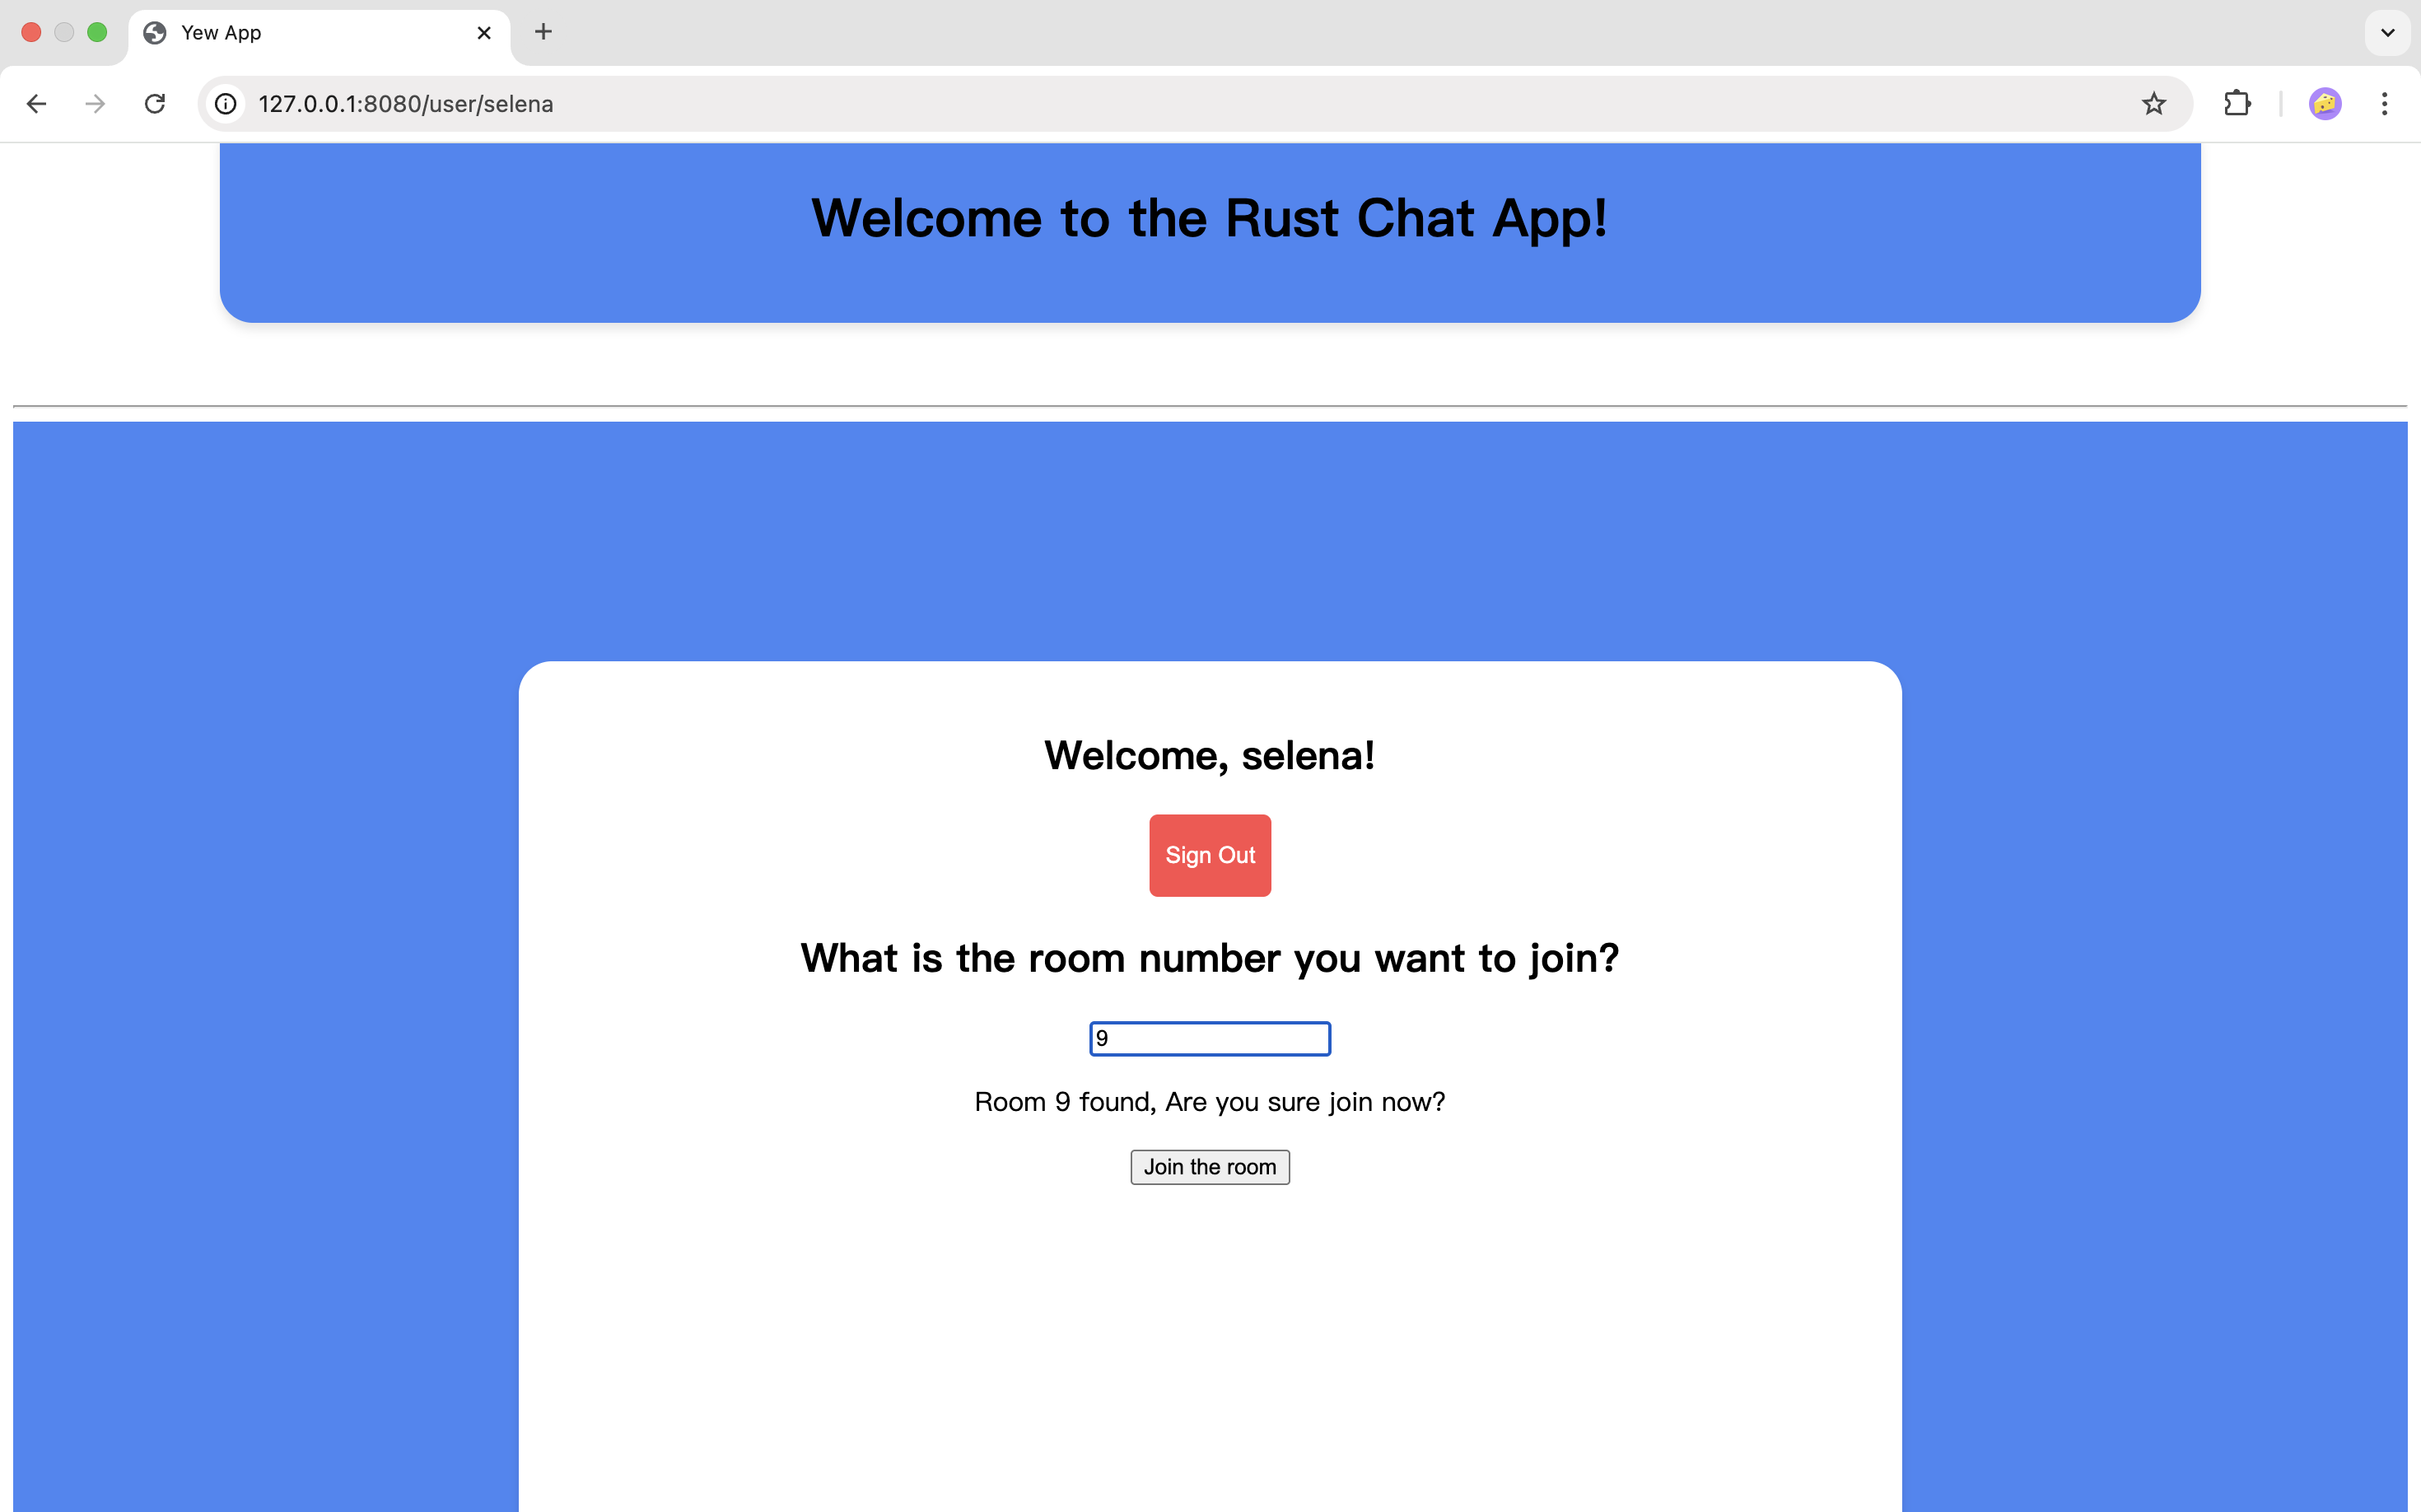 Yew App
127.0.0.1:8080/user/selena
Welcome to the Rust Chat App!
Welcome, selena!
Sign Out
What is the room number you want to join?
9
Room 9 found, Are you sure join now?
Join the room